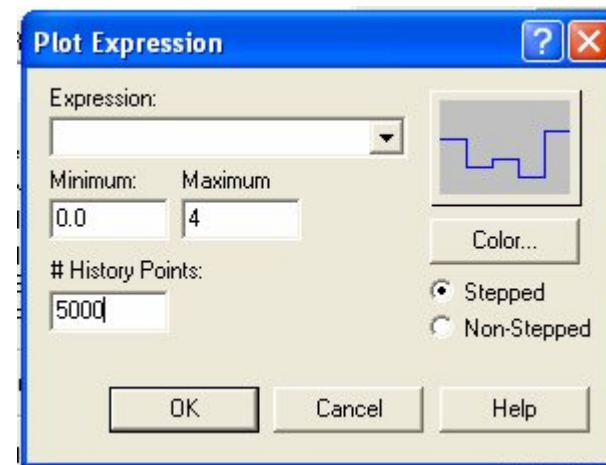 Plot Expression
Expression:
Minimum: Maximum
0.0 4
Color...
# History Points:
5000
Stepped
Non-Stepped
OK Cancel Help